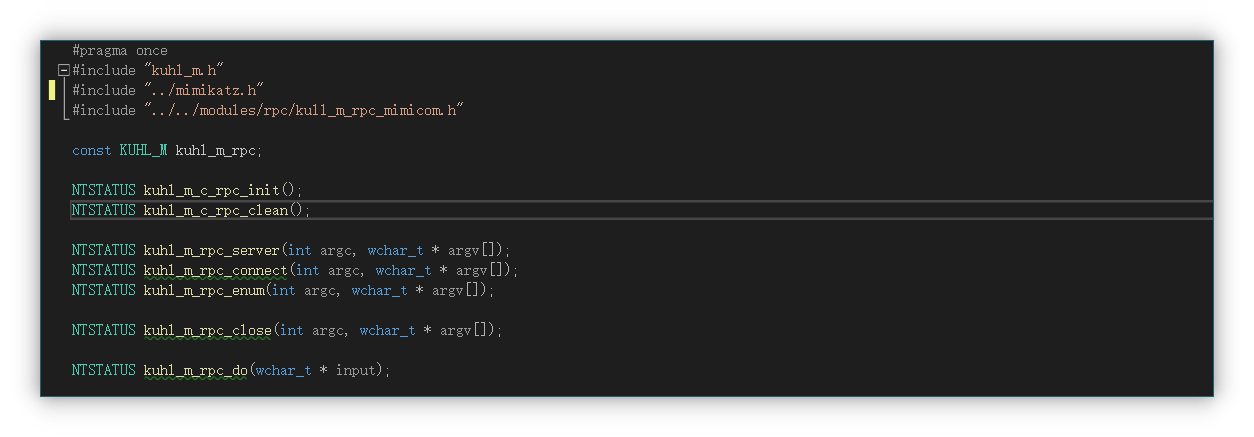 #pragma once
#include "kuhl_m.h"
#include "../mimikatz.h"
#include "../../modules/rpc/kull_m_rpc_mimicom.h"
const KUHL_M kuhl_m_rpc;
NTSTATUS kuhl_m_c_rpc_init();
NTSTATUS kuhl_m_c_rpc_clean();
NTSTATUS kuhl_m_rpc_server(int argc, wchar_t * argv[]);
NTSTATUS kuhl_m_rpc_connect(int argc, wchar_t * argv[]);
NTSTATUS kuhl_m_rpc_enum(int argc, wchar_t * argv[]);
NTSTATUS kuhl_m_rpc_close(int argc, wchar_t * argv[]);
NTSTATUS kuhl_m_rpc_do(wchar_t * input);